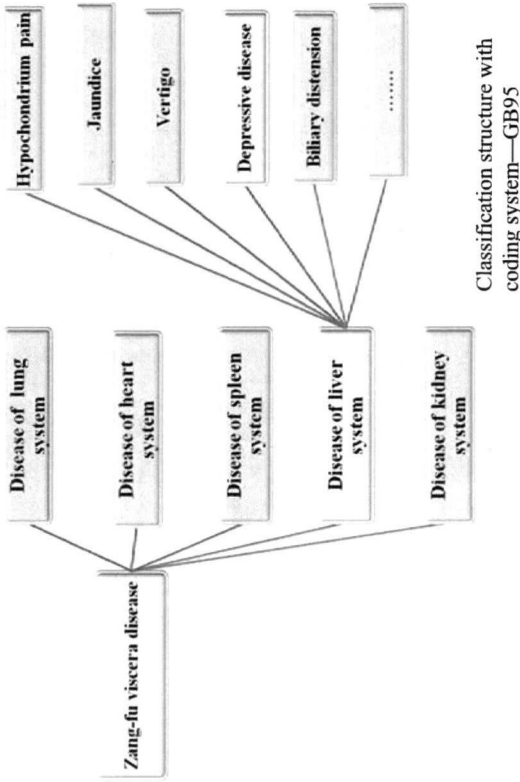 Zang-fu viscera disease
Disease of lung
system
Disease of heart
system
Disease of spleen
system
Disease of liver
system
Disease of kidney
system
Hypochondrium pain
Jaundice
Vertigo
Depressive disease
Biliary distension
.......
Classification structure with
coding system—GB95